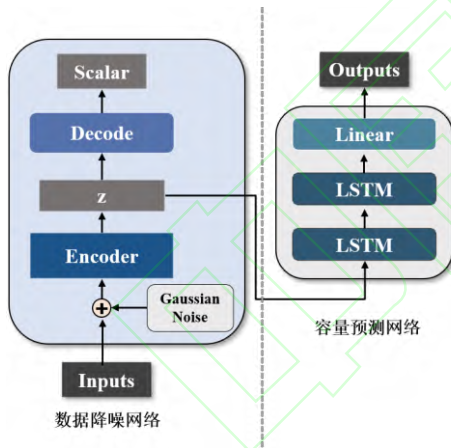 Scalar
Decode
z
Encoder
Gaussian
Noise
Inputs
数据降噪网络
Outputs
Linear
LSTM
LSTM
容量预测网络